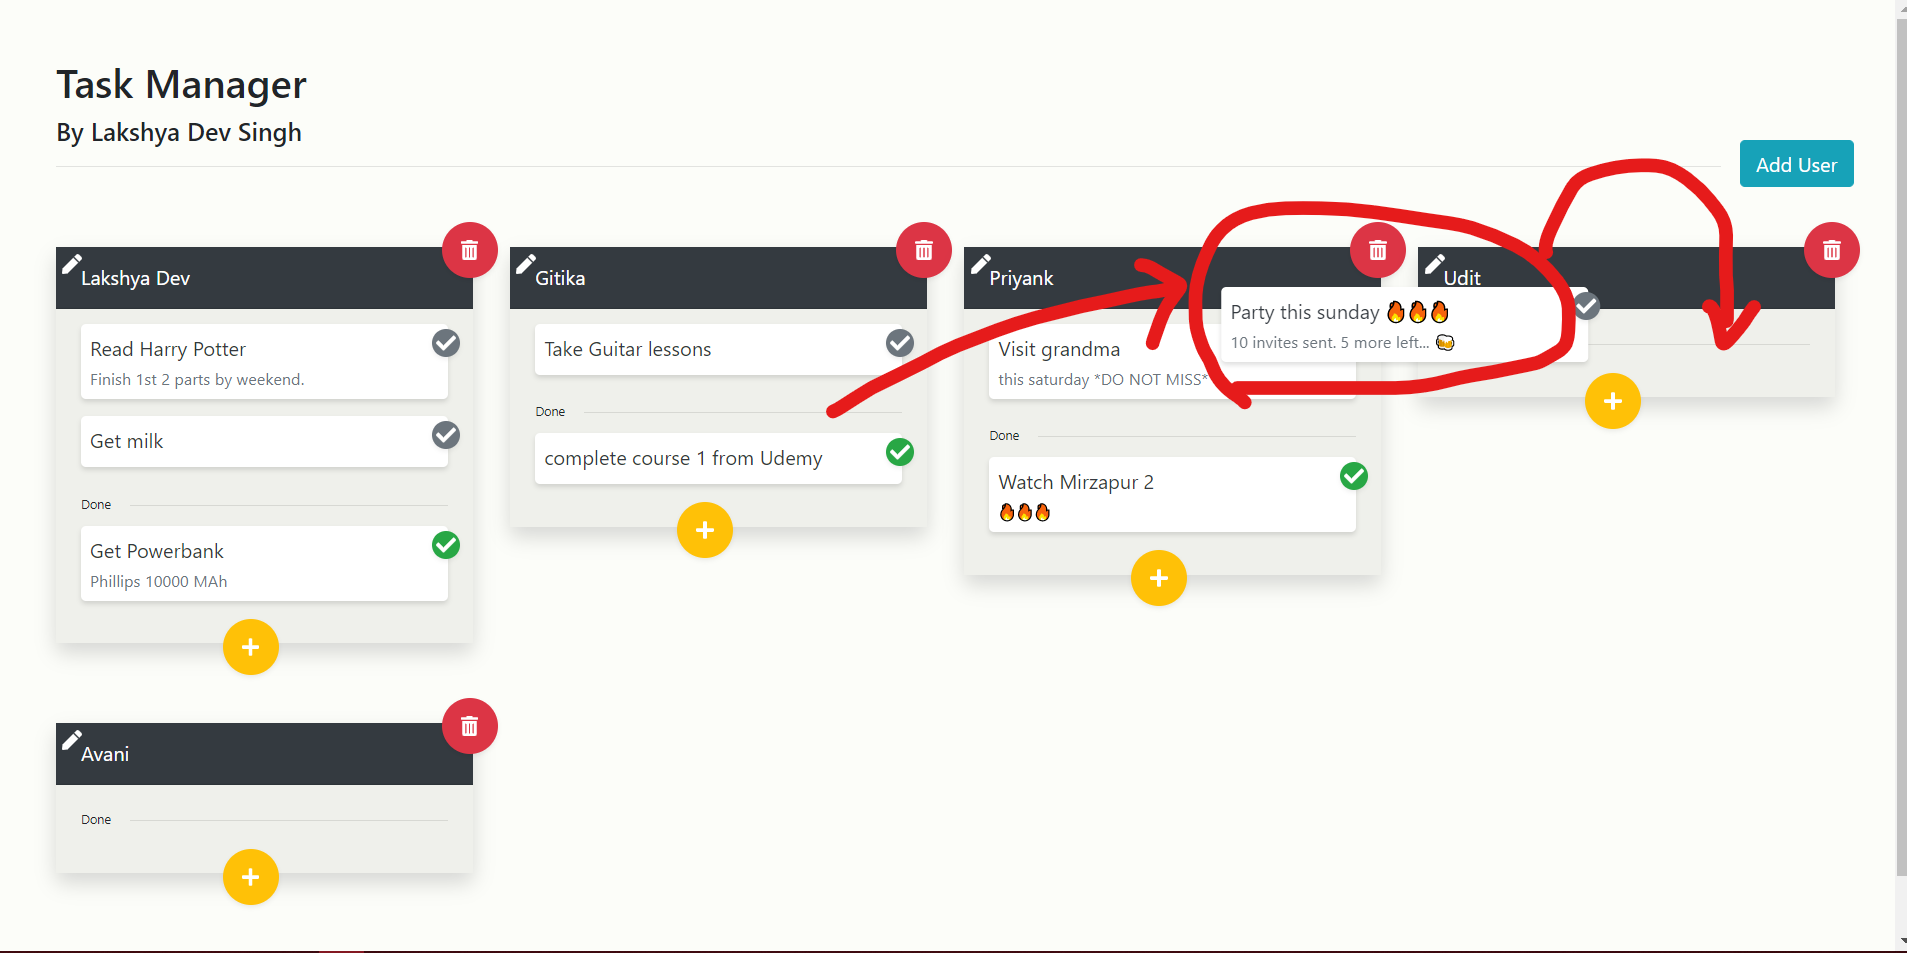 Task Manager
By Lakshya Dev Singh
Add User
Lakshya Dev
Read Harry Potter
Finish 1st 2 parts by weekend.
Get milk
Done
Get Powerbank
Phillips 10000 MAh
Gitika
Take Guitar lessons
Done
complete course 1 from Udemy
Priyank
Visit grandma
this saturday *DO NOT MISS*
Done
Watch Mirzapur 2
🔥🔥🔥
Udit
Party this sunday 🔥🔥🔥
10 invites sent. 5 more left... 🍻
Avani
Done